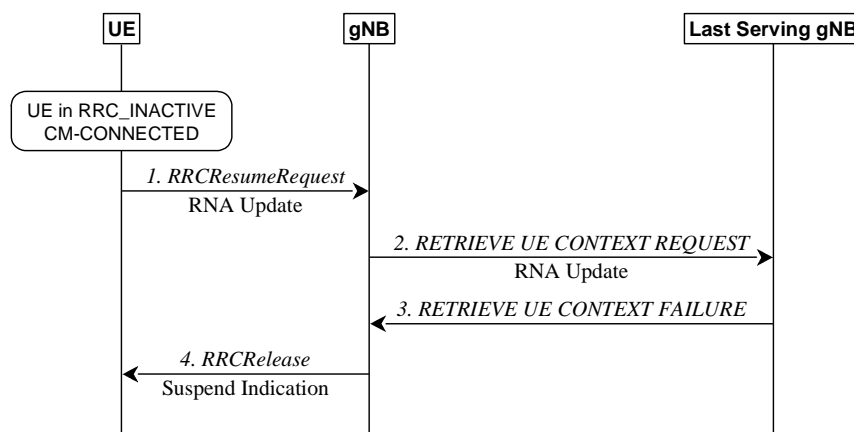 UE
gNB
Last Serving gNB
UE in RRC_INACTIVE
CM-CONNECTED
1. RRCResumeRequest
RNA Update
2. RETRIEVE UE CONTEXT REQUEST
RNA Update
3. RETRIEVE UE CONTEXT FAILURE
4. RRCRelease
Suspend Indication